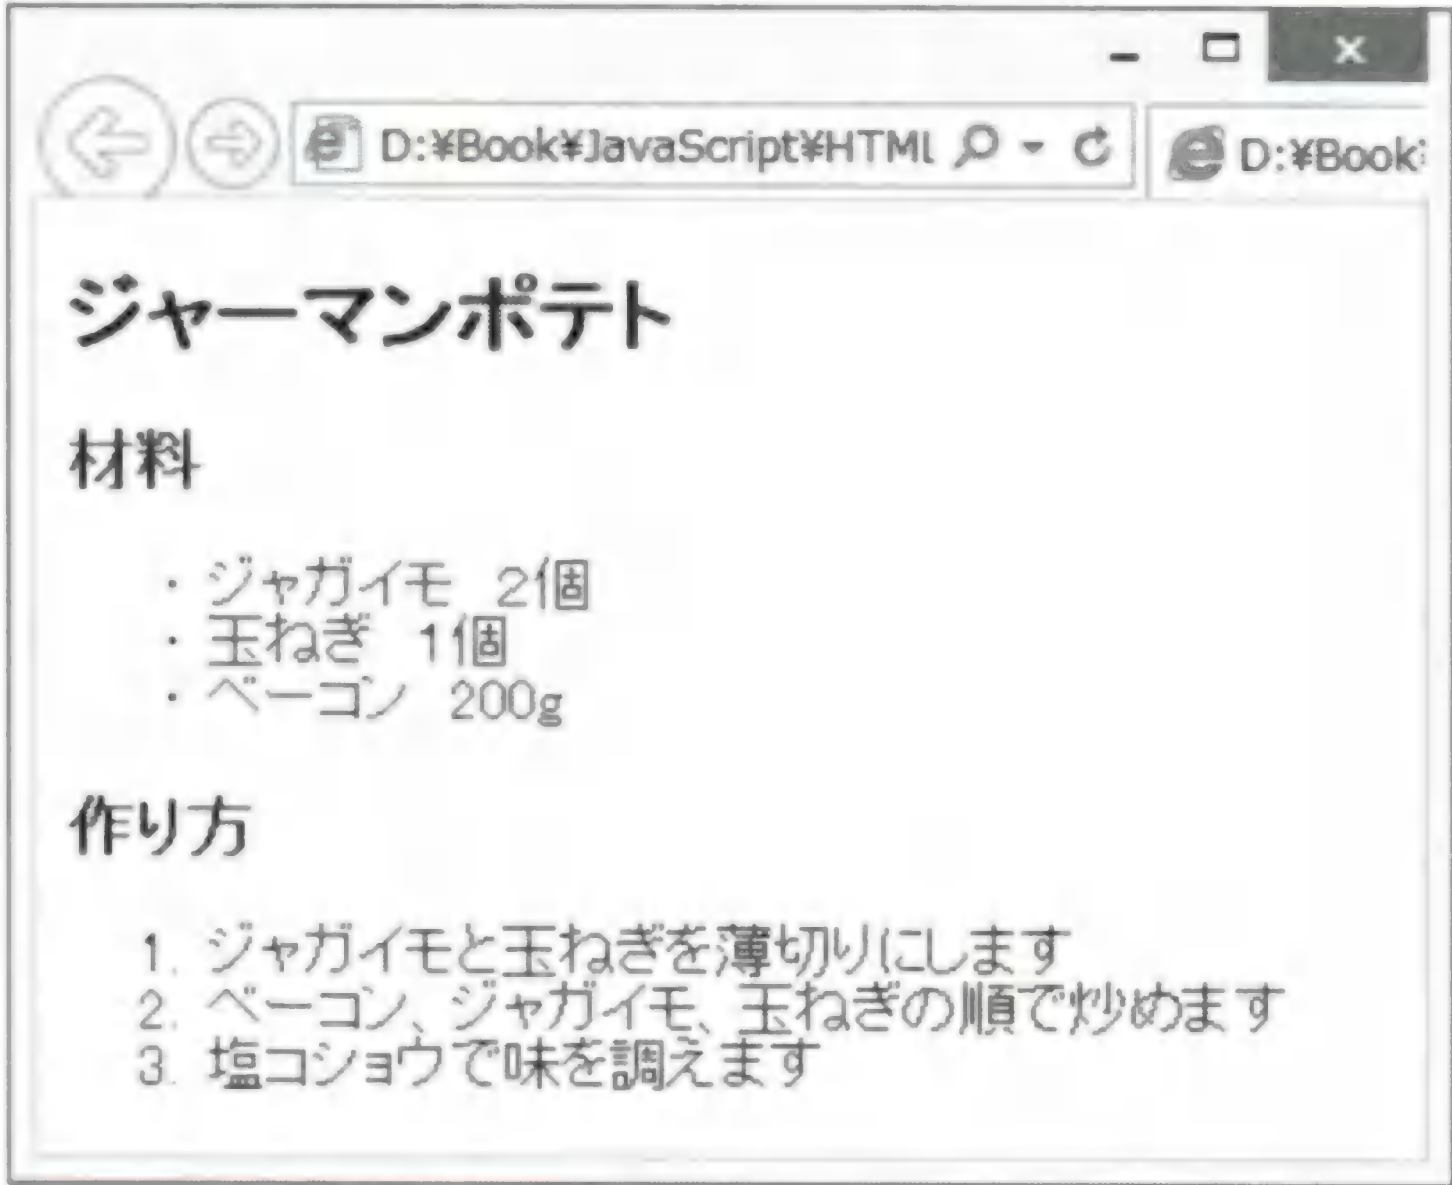 D:¥Book¥JavaScript¥HTML
D:¥Book
ジャーマンポテト
材料
・ジャガイモ　2個
・玉ねぎ　1個
・ベーコン　200g
作り方
1. ジャガイモと玉ねぎを薄切りにします
2. ベーコン、ジャガイモ、玉ねぎの順で炒めます
3. 塩コショウで味を調えます